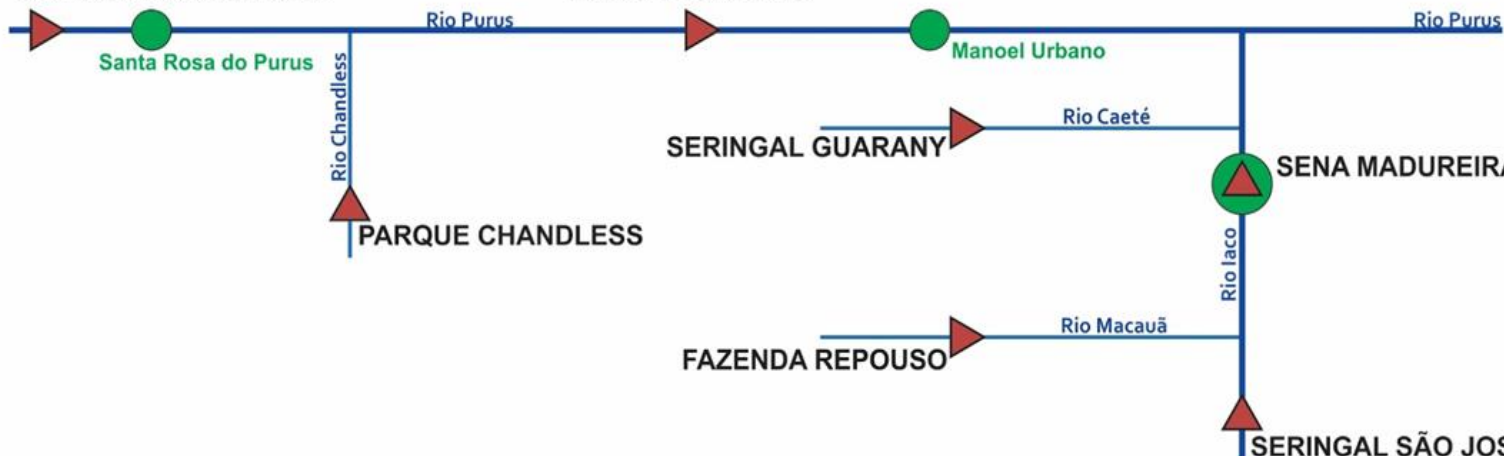 Rio Purus
Rio Purus
Santa Rosa do Purus
Manoel Urbano
Rio Chandless
Rio Caeté
SERINGAL GUARANY
SENA MADUREIRA
PARQUE CHANDLESS
Rio Iaco
Rio Macauã
FAZENDA REPOUSO
SERINGAL SÃO JOS